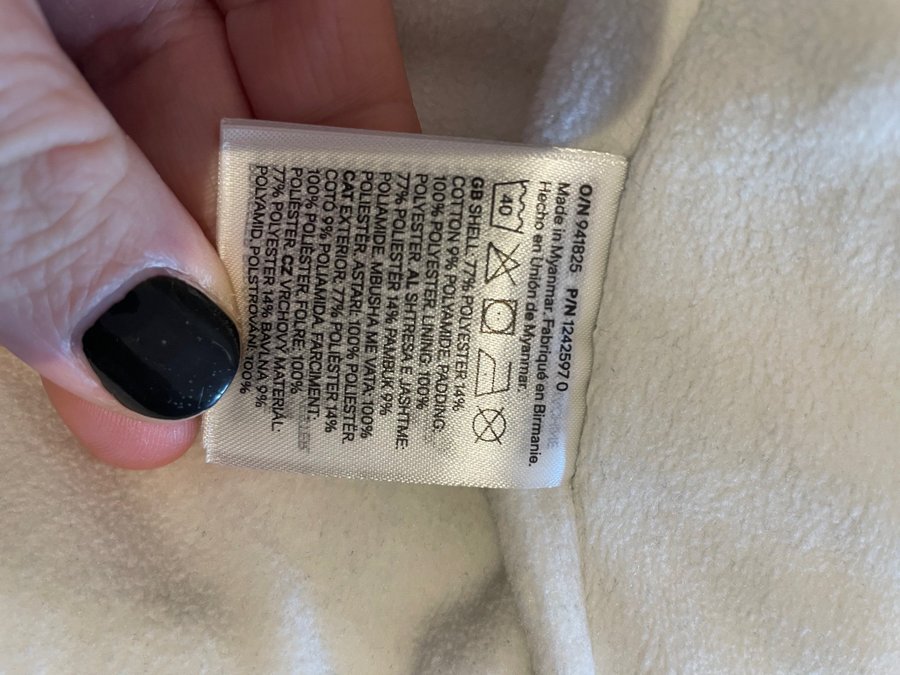 O/N 941825 P/N 1242597 0
Made in Myanmar. Fabriqué en Birmanie.
Hecho en Unión de Myanmar.
40
GB SHELL: 77% POLYESTER 14%
COTTON 9% POLYAMIDE. PADDING:
100% POLYESTER. LINING: 100%
POLYESTER. AL SHTRESA E JASHTME:
77% POLIESTËR 14% PAMBUK 9%
POLIAMIDE. MBUSHJA ME VATA: 100%
POLIESTËR. ASTARI: 100% POLIESTËR
CAT EXTERIOR: 77% POLIÈSTER 14%
COTÓ 9% POLIAMIDA. FARCIMENT:
100% POLIÈSTER. FOLRE: 100%
POLIÈSTER. CZ VRCHOVÝ MATERIÁL:
77% POLYESTER 14% BAVLNA 9%
POLYAMID. POLSTROVÁNÍ: 100%